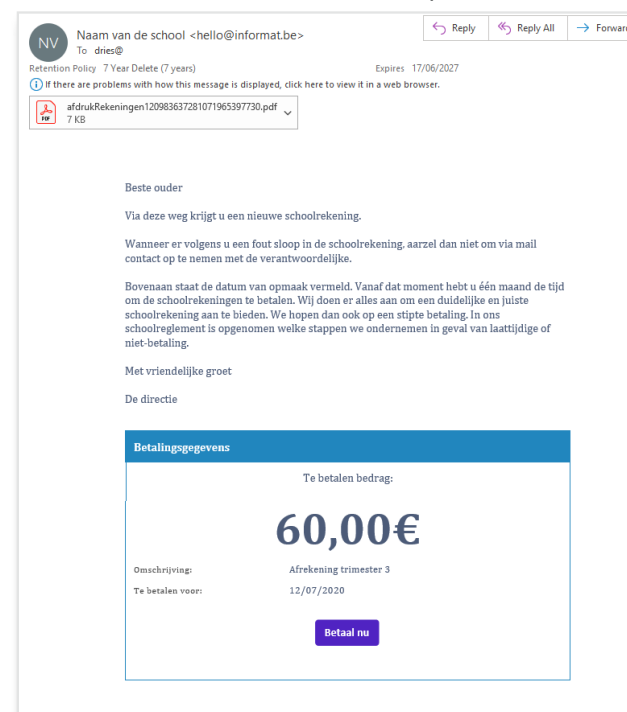 NV
Naam van de school <hello@informat.be>
Reply
Reply All
Forward
To dries@
Retention Policy 7 Year Delete (7 years)
Expires 17/06/2027
If there are problems with how this message is displayed, click here to view it in a web browser.
afdrukRekeningen120983637281071965397730.pdf
7 KB
PDF
Beste ouder
Via deze weg krijgt u een nieuwe schoolrekening.
Wanneer er volgens u een fout sloop in de schoolrekening, aarzel dan niet om via mail
contact op te nemen met de verantwoordelijke.
Bovenaan staat de datum van opmaak vermeld. Vanaf dat moment hebt u één maand de tijd
om de schoolrekeningen te betalen. Wij doen er alles aan om een duidelijke en juiste
schoolrekening aan te bieden. We hopen dan ook op een stipte betaling. In ons
schoolreglement is opgenomen welke stappen we ondernemen in geval van laattijdige of
niet-betaling.
Met vriendelijke groet
De directie
Betalingsgegevens
Te betalen bedrag:
60,00€
Omschrijving: Afrekening trimester 3
Te betalen voor: 12/07/2020
Betaal nu